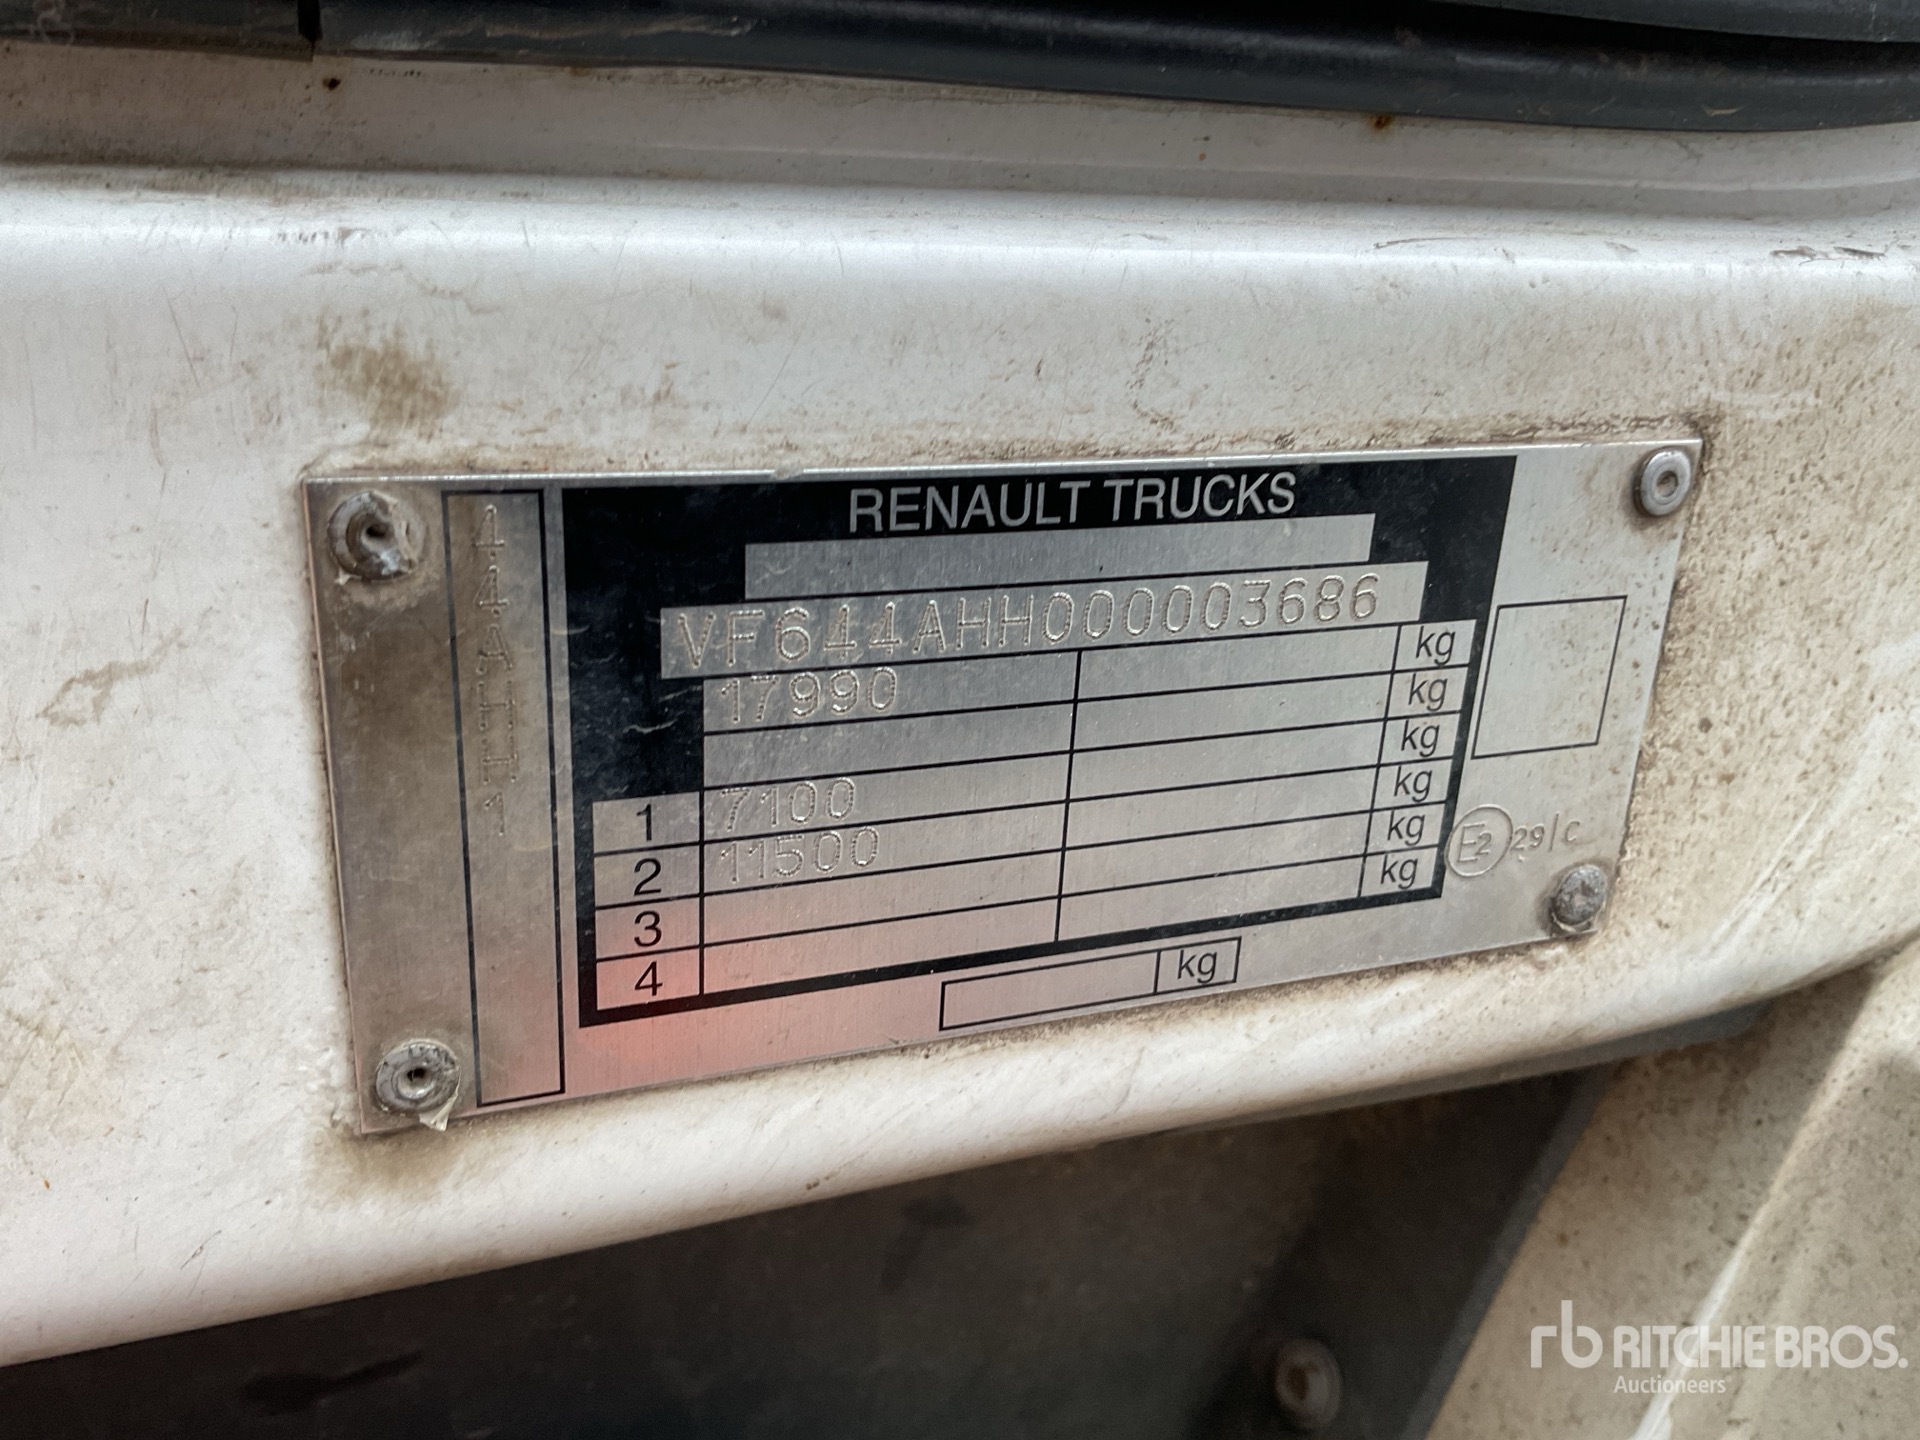 RENAULT TRUCKS
VF644AHH000003686
17990 kg
kg
kg
1 7100 kg
2 11500 kg
3 kg
4
kg
E2 29/C
rb RITCHIE BROS.
Auctioneers